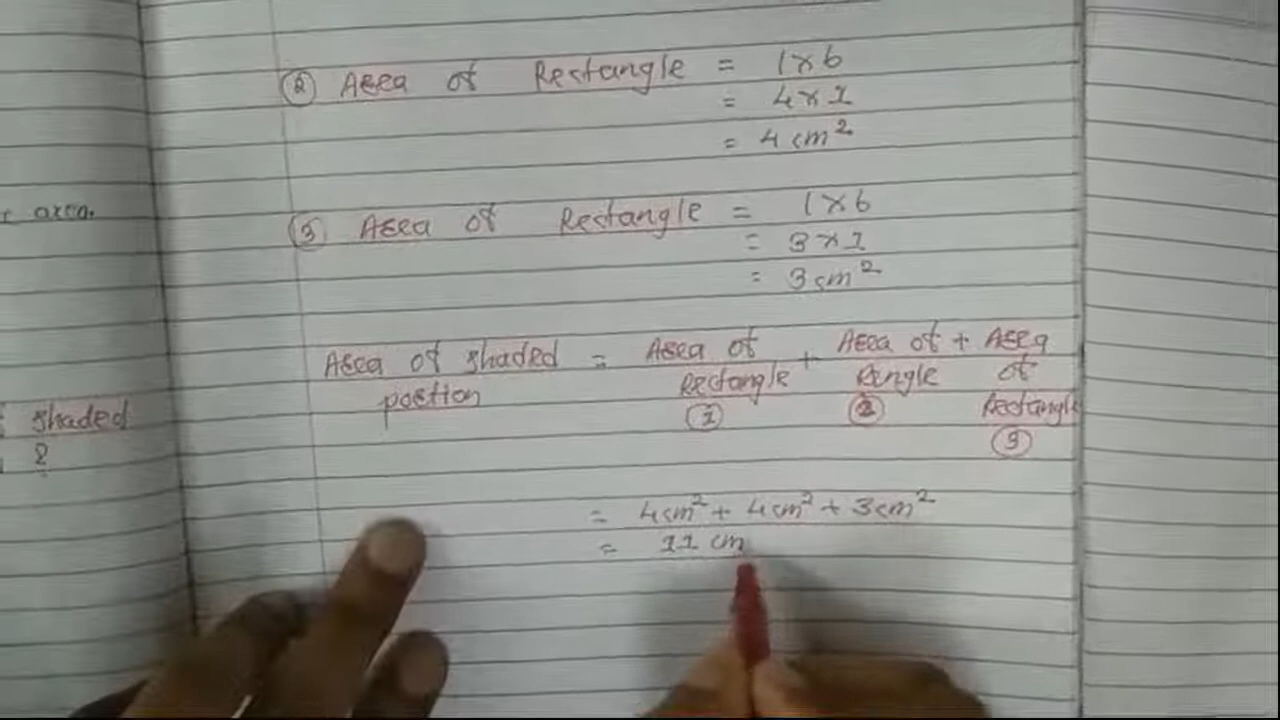 ② Area of Rectangle = l×b
= 4×1
= 4 cm²
area.
③ Area of Rectangle = l×b
= 3×1
= 3 cm²
Area of shaded = Area of + Area of + Area
portion Rectangle Rengle of
① ② Rectangle
③
shaded
?
= 4cm² + 4cm² + 3cm²
= 11 cm